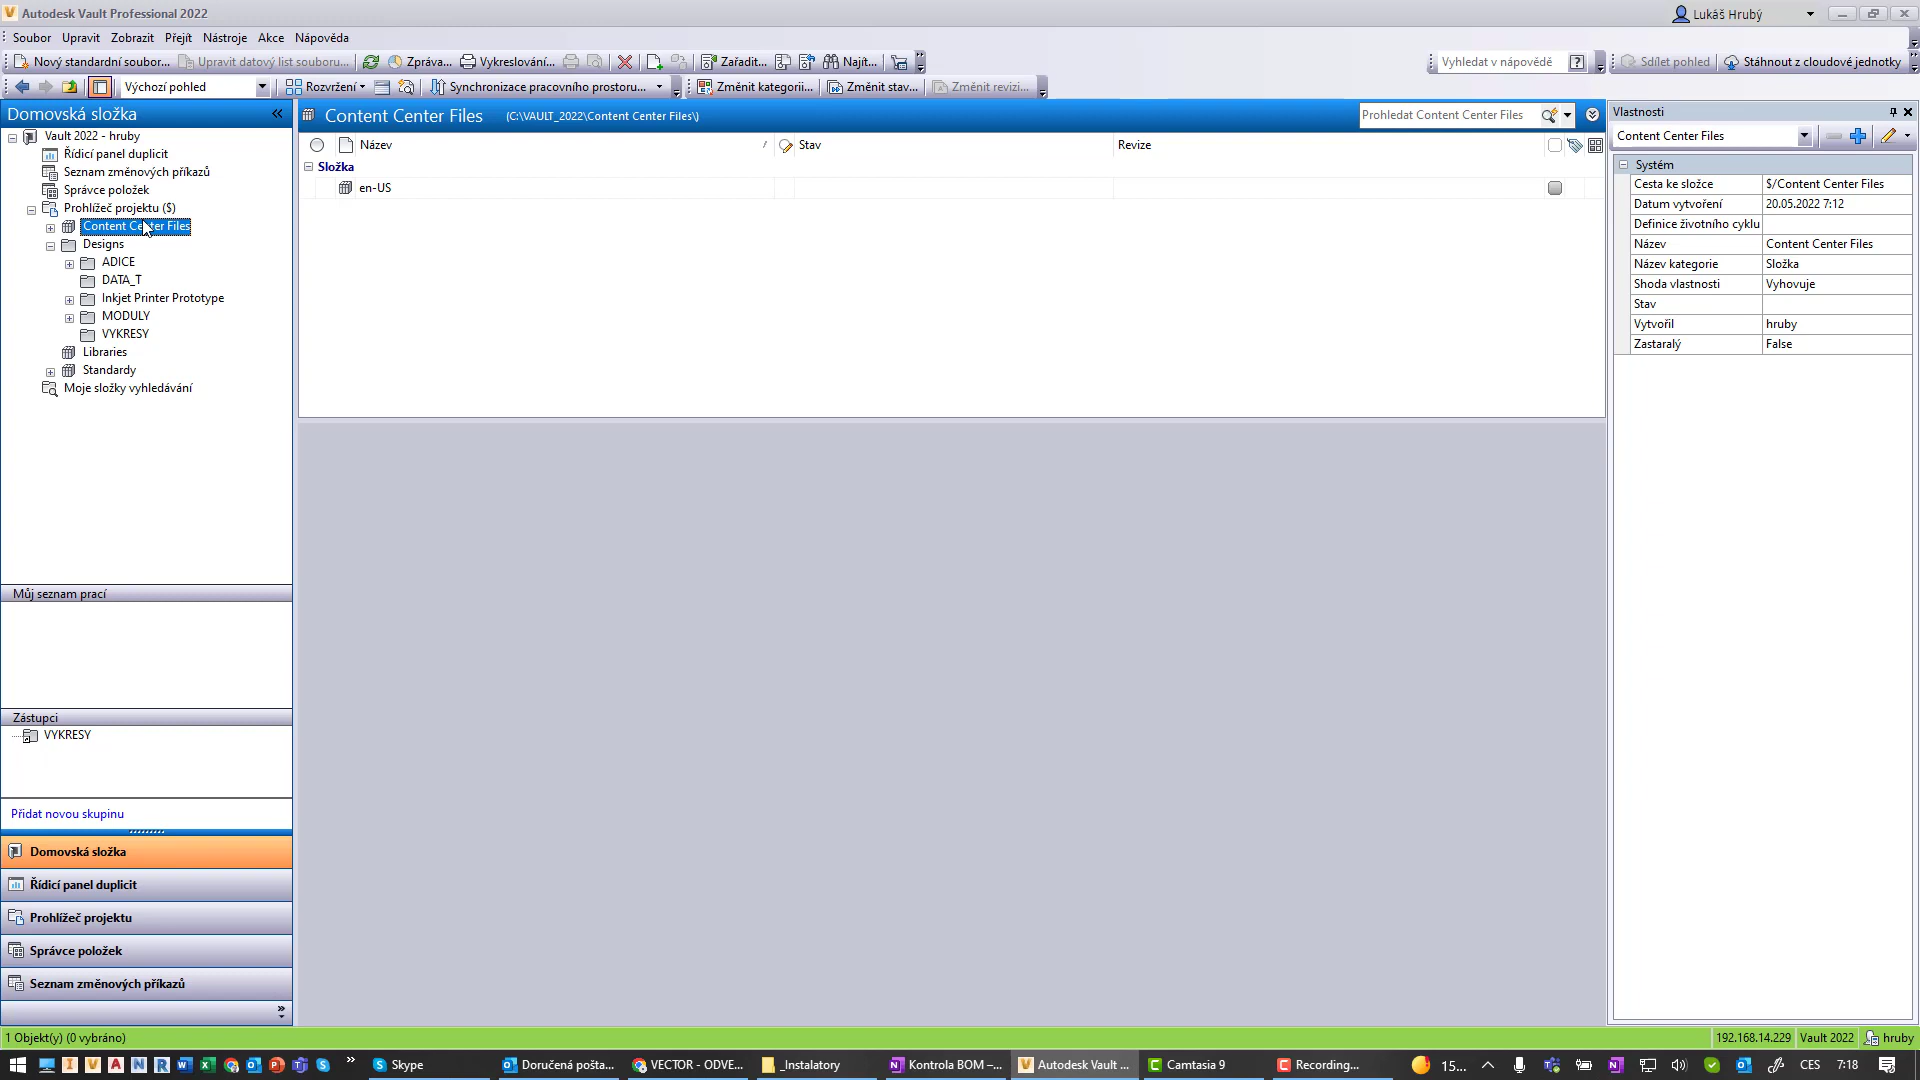 Autodesk Vault Professional 2022
Lukáš Hrubý
Soubor Upravit Zobrazit Přejít Nástroje Akce Nápověda
Nový standardní soubor... Upravit datový list souboru... Zpráva... Vykreslování... Zařadit... Najít... Vyhledat v nápovědě Sdílet pohled Stáhnout z cloudové jednotky
Výchozí pohled Rozvržení Synchronizace pracovního prostoru... Změnit kategorii... Změnit stav... Změnit revizi...
Domovská složka
Vault 2022 - hruby
Řídicí panel duplicit
Seznam změnových příkazů
Správce položek
Prohlížeč projektu ($)
Content Center Files
Designs
ADICE
DATA_T
Inkjet Printer Prototype
MODULY
VYKRESY
Libraries
Standardy
Moje složky vyhledávání
Můj seznam prací
Zástupci
VYKRESY
Přidat novou skupinu
Domovská složka
Řídicí panel duplicit
Prohlížeč projektu
Správce položek
Seznam změnových příkazů
Content Center Files (C:\VAULT_2022\Content Center Files\)
Prohledat Content Center Files
Název / Stav Revize
Složka
en-US
Vlastnosti
Content Center Files
Systém
Cesta ke složce $/Content Center Files
Datum vytvoření 20.05.2022 7:12
Definice životního cyklu
Název Content Center Files
Název kategorie Složka
Shoda vlastnosti Vyhovuje
Stav
Vytvořil hruby
Zastaralý False
1 Objekt(y) (0 vybráno)
192.168.14.229 Vault 2022 hruby
Skype Doručená pošta... VECTOR - ODVE... _Instalatory Kontrola BOM –... Autodesk Vault ... Camtasia 9 Recording... 15... CES 7:18